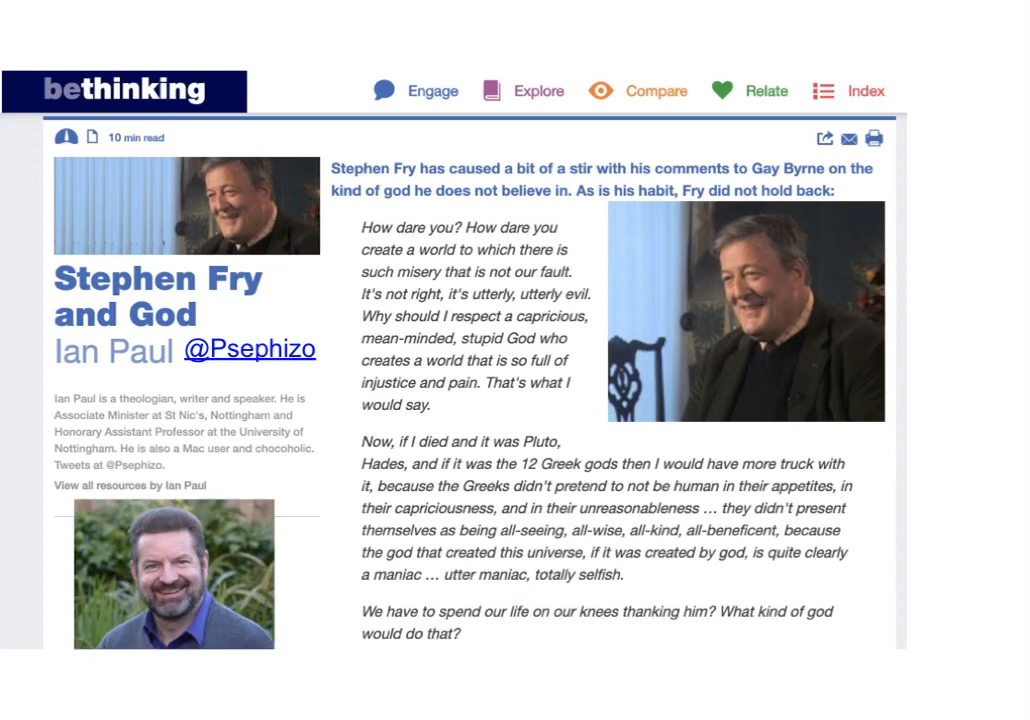 bethinking
Engage
Explore
Compare
Relate
Index
10 min read
Stephen Fry
and God
Ian Paul @Psephizo
Ian Paul is a theologian, writer and speaker. He is
Associate Minister at St Nic's, Nottingham and
Honorary Assistant Professor at the University of
Nottingham. He is also a Mac user and chocoholic.
Tweets at @Psephizo.
View all resources by Ian Paul
Stephen Fry has caused a bit of a stir with his comments to Gay Byrne on the
kind of god he does not believe in. As is his habit, Fry did not hold back:
How dare you? How dare you
create a world to which there is
such misery that is not our fault.
It's not right, it's utterly, utterly evil.
Why should I respect a capricious,
mean-minded, stupid God who
creates a world that is so full of
injustice and pain. That's what I
would say.
Now, if I died and it was Pluto,
Hades, and if it was the 12 Greek gods then I would have more truck with
it, because the Greeks didn't pretend to not be human in their appetites, in
their capriciousness, and in their unreasonableness … they didn't present
themselves as being all-seeing, all-wise, all-kind, all-beneficent, because
the god that created this universe, if it was created by god, is quite clearly
a maniac … utter maniac, totally selfish.
We have to spend our life on our knees thanking him? What kind of god
would do that?